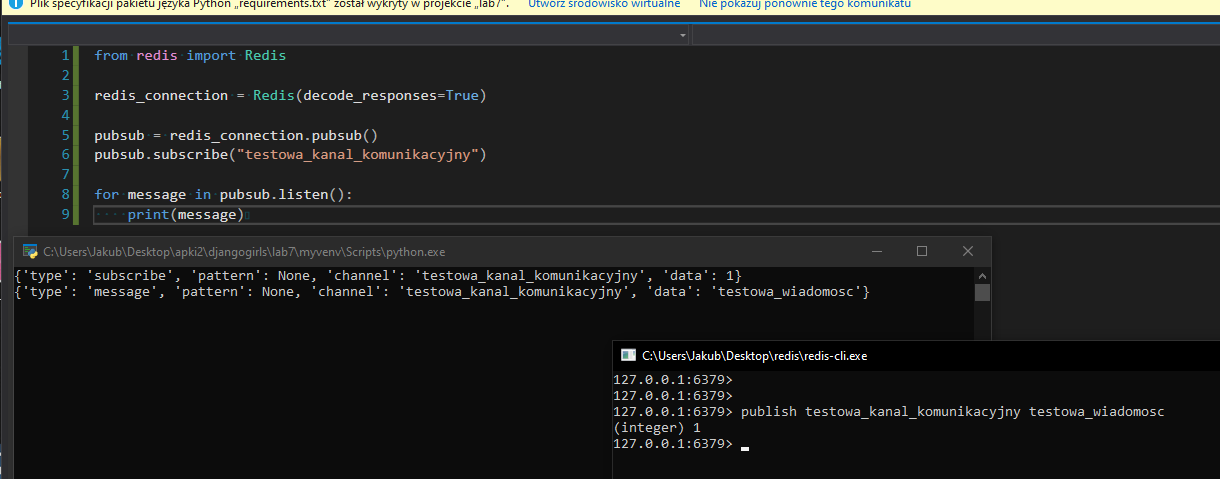 Plik specyfikacji pakietu języka Python „requirements.txt" został wykryty w projekcie „lab7". Utwórz środowisko wirtualne Nie pokazuj ponownie tego komunikatu
1 from redis import Redis
2
3 redis_connection = Redis(decode_responses=True)
4
5 pubsub = redis_connection.pubsub()
6 pubsub.subscribe("testowa_kanal_komunikacyjny")
7
8 for message in pubsub.listen():
9 print(message)
C:\Users\Jakub\Desktop\apki2\djangogirls\lab7\myvenv\Scripts\python.exe
{'type': 'subscribe', 'pattern': None, 'channel': 'testowa_kanal_komunikacyjny', 'data': 1}
{'type': 'message', 'pattern': None, 'channel': 'testowa_kanal_komunikacyjny', 'data': 'testowa_wiadomosc'}
C:\Users\Jakub\Desktop\redis\redis-cli.exe
127.0.0.1:6379>
127.0.0.1:6379>
127.0.0.1:6379> publish testowa_kanal_komunikacyjny testowa_wiadomosc
(integer) 1
127.0.0.1:6379>